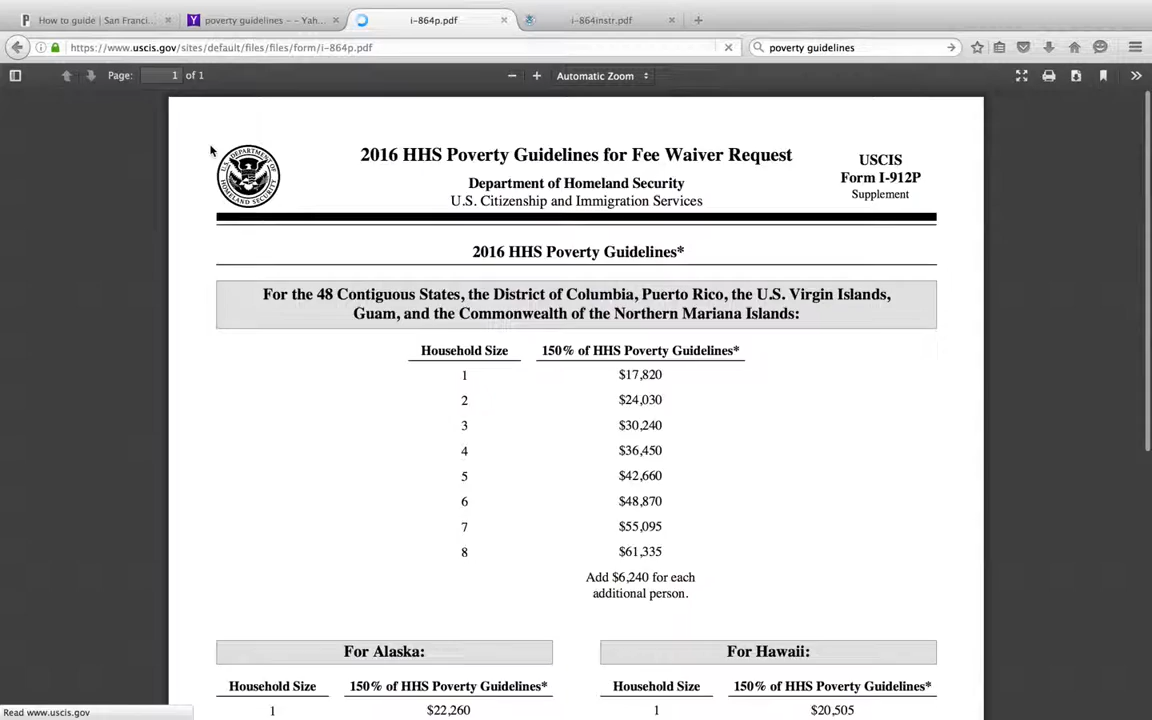 How to guide | San Franci...
poverty guidelines - - Yah...
i-864p.pdf
i-864instr.pdf
https://www.uscis.gov/sites/default/files/files/form/i-864p.pdf
poverty guidelines
Page: 1 of 1
Automatic Zoom
2016 HHS Poverty Guidelines for Fee Waiver Request
Department of Homeland Security
U.S. Citizenship and Immigration Services
USCIS
Form I-912P
Supplement
2016 HHS Poverty Guidelines*
For the 48 Contiguous States, the District of Columbia, Puerto Rico, the U.S. Virgin Islands,
Guam, and the Commonwealth of the Northern Mariana Islands:
Household Size 150% of HHS Poverty Guidelines*
1 $17,820
2 $24,030
3 $30,240
4 $36,450
5 $42,660
6 $48,870
7 $55,095
8 $61,335
Add $6,240 for each
additional person.
For Alaska: For Hawaii:
Household Size 150% of HHS Poverty Guidelines* Household Size 150% of HHS Poverty Guidelines*
1 $22,260 1 $20,505
Read www.uscis.gov